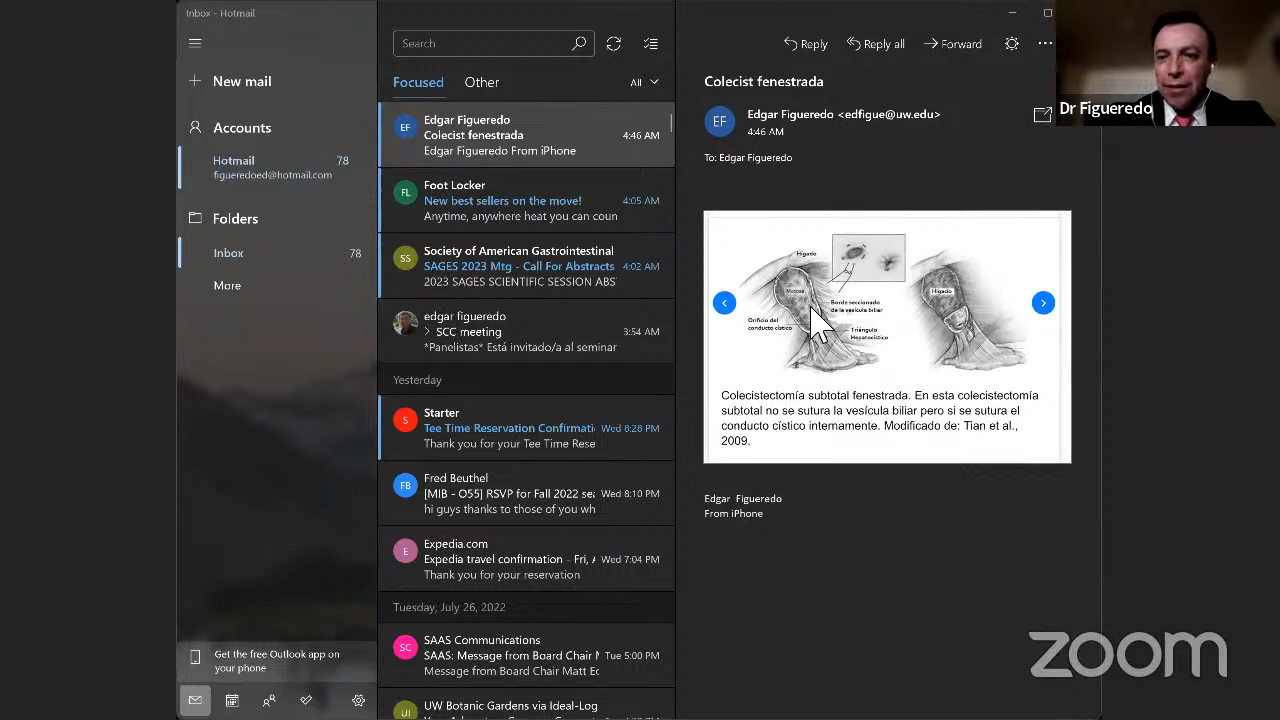 Inbox - Hotmail
New mail
Accounts
Hotmail 78
figueredoed@hotmail.com
Folders
Inbox 78
More
Get the free Outlook app on
your phone
Search
Focused Other All
EF Edgar Figueredo
Colecist fenestrada 4:46 AM
Edgar Figueredo From iPhone
FL Foot Locker
New best sellers on the move! 4:05 AM
Anytime, anywhere heat you can coun
SS Society of American Gastrointestinal
SAGES 2023 Mtg - Call For Abstracts 4:02 AM
2023 SAGES SCIENTIFIC SESSION ABS
edgar figueredo
SCC meeting 3:54 AM
*Panelistas* Está invitado/a al seminar
Yesterday
S Starter
Tee Time Reservation Confirmati Wed 8:28 PM
Thank you for your Tee Time Rese
FB Fred Beuthel
[MIB - O55] RSVP for Fall 2022 se Wed 8:10 PM
hi guys thanks to those of you wh
E Expedia.com
Expedia travel confirmation - Fri, Wed 7:04 PM
Thank you for your reservation
Tuesday, July 26, 2022
SC SAAS Communications
SAAS: Message from Board Chair Tue 5:00 PM
Message from Board Chair Matt Ec
UW Botanic Gardens via Ideal-Log
Reply Reply all Forward
Colecist fenestrada
EF Edgar Figueredo <edfigue@uw.edu>
4:46 AM
To: Edgar Figueredo
Hígado
Mucosa
Borde seccionado
de la vesícula biliar
Orificio del
conducto cístico
Triángulo
Hepatocístico
Hígado
Colecistectomía subtotal fenestrada. En esta colecistectomía
subtotal no se sutura la vesícula biliar pero si se sutura el
conducto cístico internamente. Modificado de: Tian et al.,
2009.
Edgar Figueredo
From iPhone
Dr Figueredo
zoom